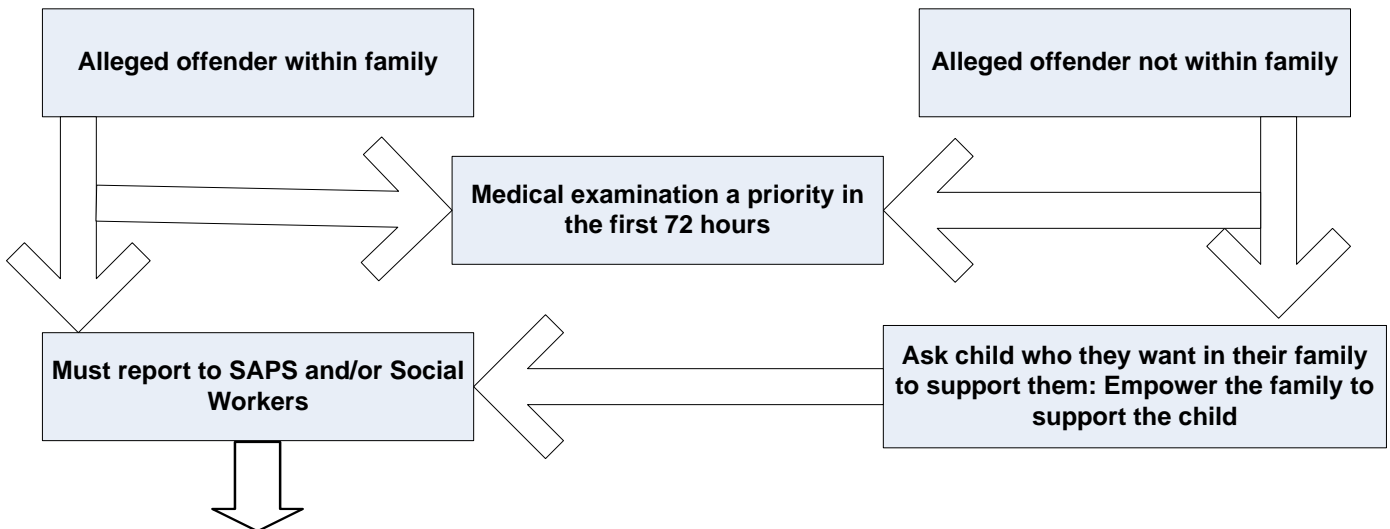 Alleged offender within family
Alleged offender not within family
Medical examination a priority in
the first 72 hours
Must report to SAPS and/or Social
Workers
Ask child who they want in their family
to support them: Empower the family to
support the child